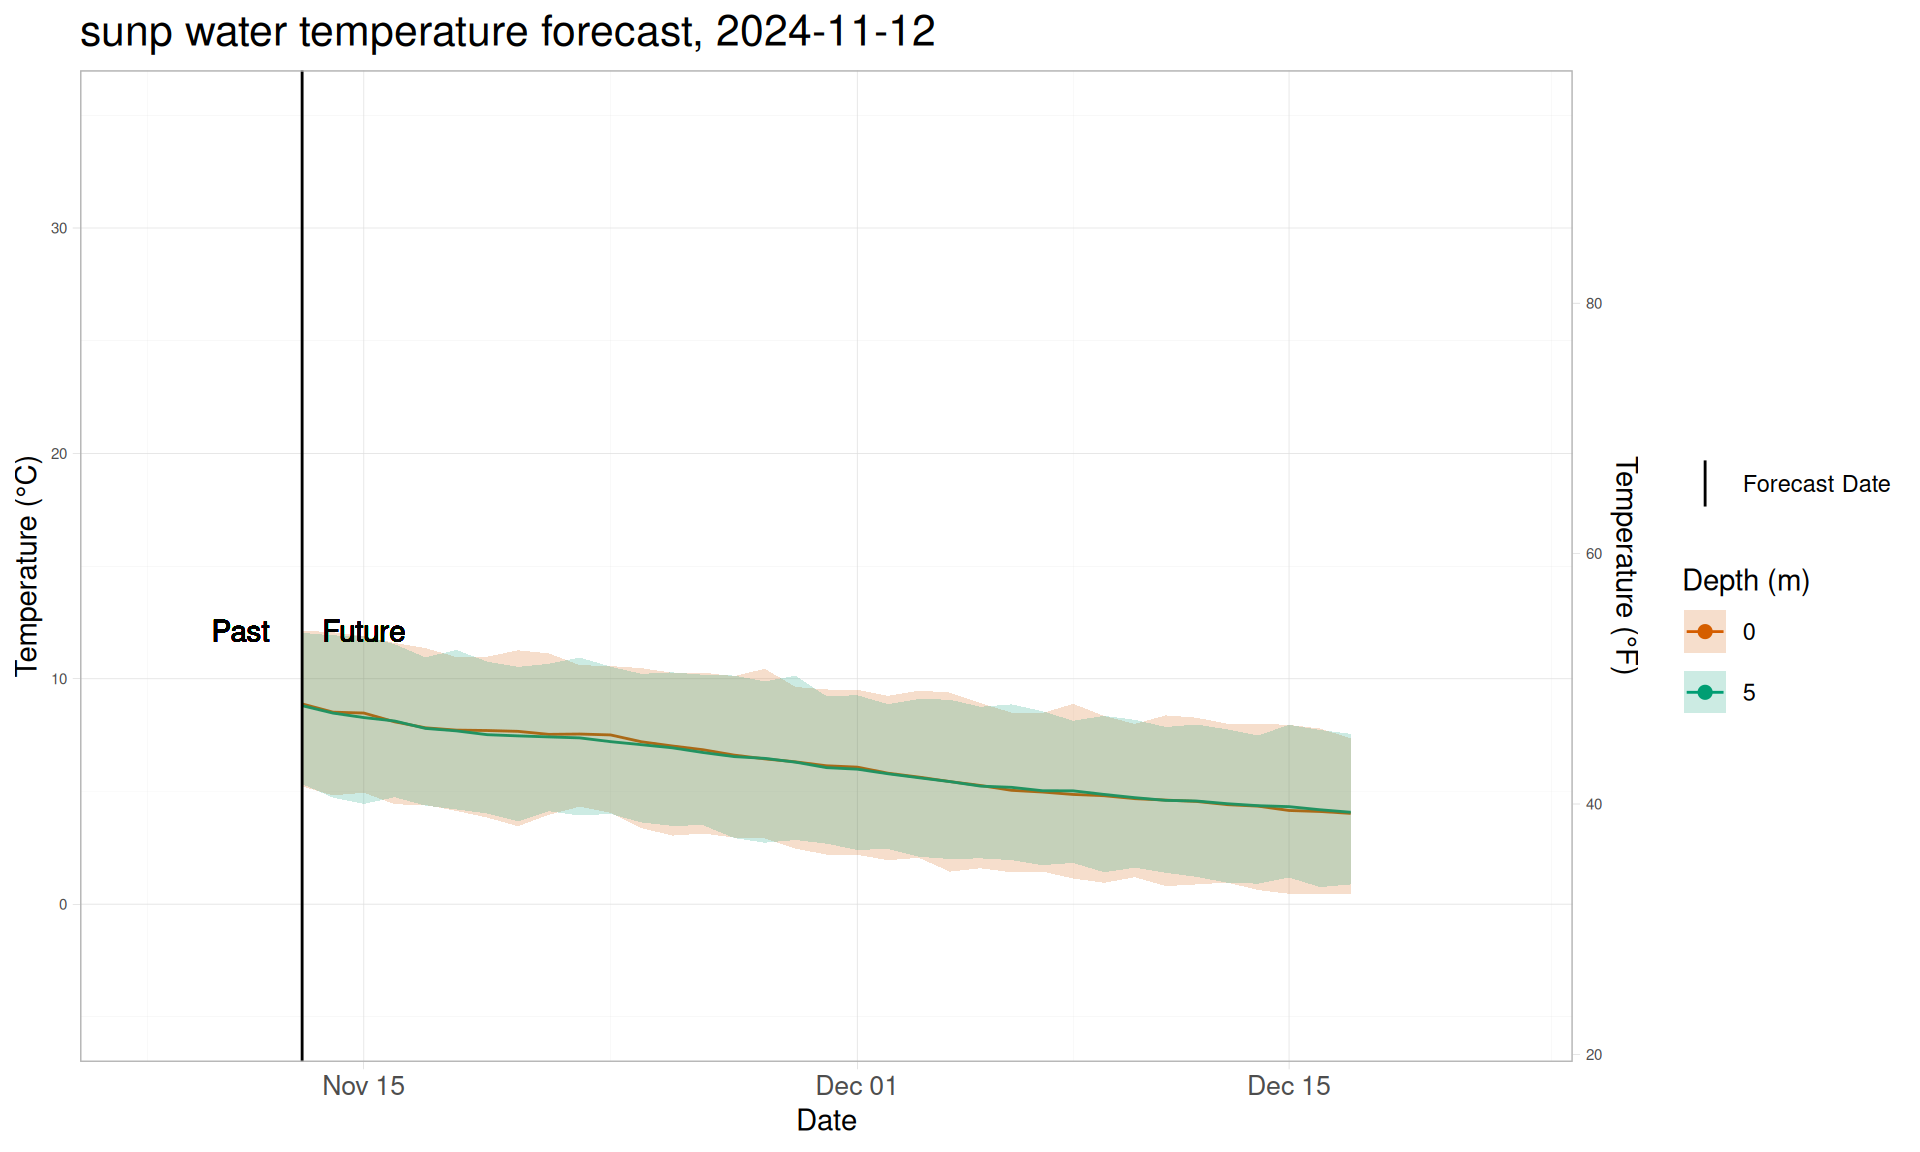 sunp water temperature forecast, 2024-11-12
Temperature (°C)
30
20
10
0
Past
Future
80
60
40
20
Temperature (°F)
Nov 15
Dec 01
Dec 15
Date
Forecast Date
Depth (m)
0
5